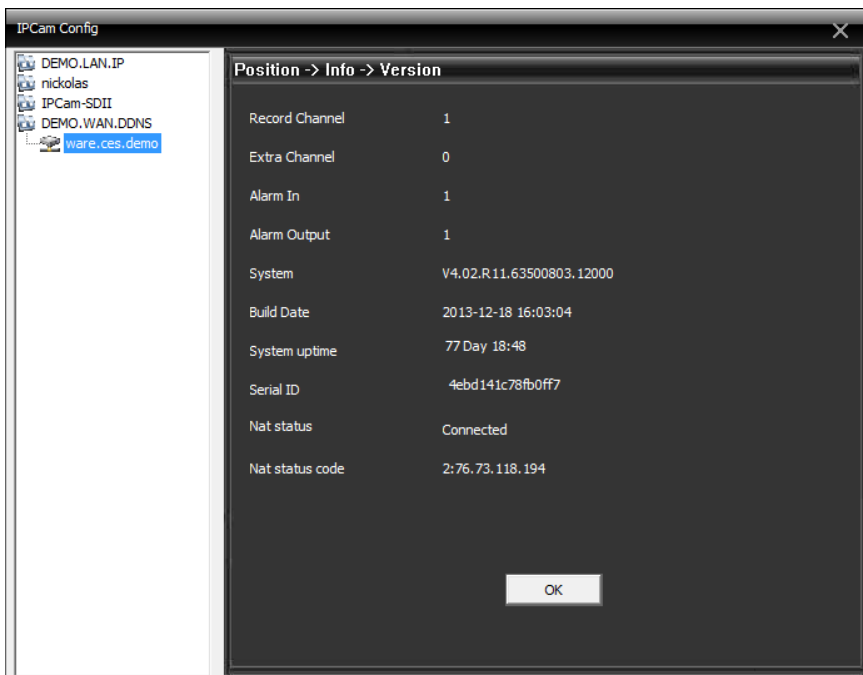 IPCam Config
DEMO.LAN.IP
nickolas
IPCam-SDII
DEMO.WAN.DDNS
ware.ces.demo
Position -> Info -> Version
Record Channel 1
Extra Channel 0
Alarm In 1
Alarm Output 1
System V4.02.R11.63500803.12000
Build Date 2013-12-18 16:03:04
System uptime 77 Day 18:48
Serial ID 4ebd141c78fb0ff7
Nat status Connected
Nat status code 2:76.73.118.194
OK